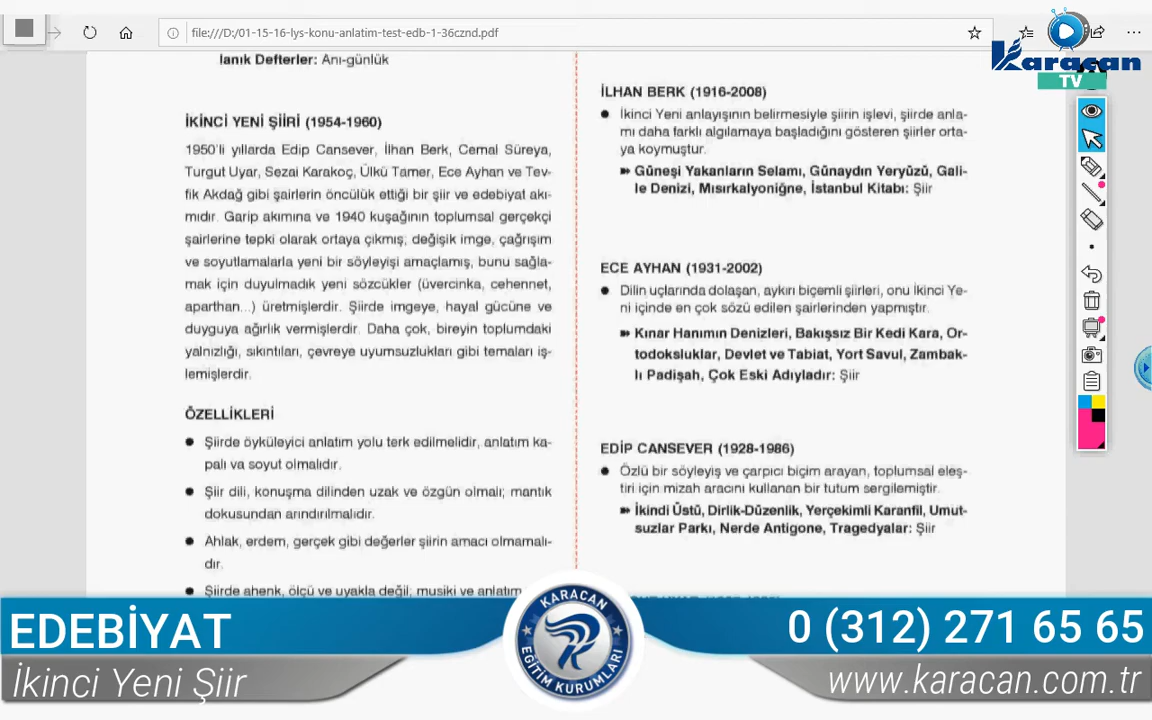 file:///D:/01-15-16-lys-konu-anlatim-test-edb-1-36cznd.pdf
Karacan
TV
lanık Defterler: Anı-günlük
İKİNCİ YENİ ŞİİRİ (1954-1960)
1950'li yıllarda Edip Cansever, İlhan Berk, Cemal Süreya,
Turgut Uyar, Sezai Karakoç, Ülkü Tamer, Ece Ayhan ve Tev-
fik Akdağ gibi şairlerin öncülük ettiği bir şiir ve edebiyat akı-
mıdır. Garip akımına ve 1940 kuşağının toplumsal gerçekçi
şairlerine tepki olarak ortaya çıkmış; değişik imge, çağrışım
ve soyutlamalarla yeni bir söyleyişi amaçlamış, bunu sağla-
mak için duyulmadık yeni sözcükler (üvercinka, cehennet,
aparthan...) üretmişlerdir. Şiirde imgeye, hayal gücüne ve
duyguya ağırlık vermişlerdir. Daha çok, bireyin toplumdaki
yalnızlığı, sıkıntıları, çevreye uyumsuzlukları gibi temaları iş-
lemişlerdir.
ÖZELLİKLERİ
● Şiirde öyküleyici anlatım yolu terk edilmelidir, anlatım ka-
palı va soyut olmalıdır.
● Şiir dili, konuşma dilinden uzak ve özgün olmalı; mantık
dokusundan arındırılmalıdır.
● Ahlak, erdem, gerçek gibi değerler şiirin amacı olmamalı-
dır.
● Şiirde ahenk, ölçü ve uyakla değil; musiki ve anlatım
İLHAN BERK (1916-2008)
● İkinci Yeni anlayışının belirmesiyle şiirin işlevi, şiirde anla-
mı daha farklı algılamaya başladığını gösteren şiirler orta-
ya koymuştur.
Güneşi Yakanların Selamı, Günaydın Yeryüzü, Gali-
le Denizi, Mısırkalyoniğne, İstanbul Kitabı: Şiir
ECE AYHAN (1931-2002)
● Dilin uçlarında dolaşan, aykırı biçemli şiirleri, onu İkinci Ye-
ni içinde en çok sözü edilen şairlerinden yapmıştır.
Kınar Hanımın Denizleri, Bakışsız Bir Kedi Kara, Or-
todoksluklar, Devlet ve Tabiat, Yort Savul, Zambak-
lı Padişah, Çok Eski Adıyladır: Şiir
EDİP CANSEVER (1928-1986)
● Özlü bir söyleyiş ve çarpıcı biçim arayan, toplumsal eleş-
tiri için mizah aracını kullanan bir tutum sergilemiştir.
İkindi Üstü, Dirlik-Düzenlik, Yerçekimli Karanfil, Umut-
suzlar Parkı, Nerde Antigone, Tragedyalar: Şiir
EDEBİYAT
İkinci Yeni Şiir
KARACAN
EĞİTİM KURUMLARI
0 (312) 271 65 65
www.karacan.com.tr